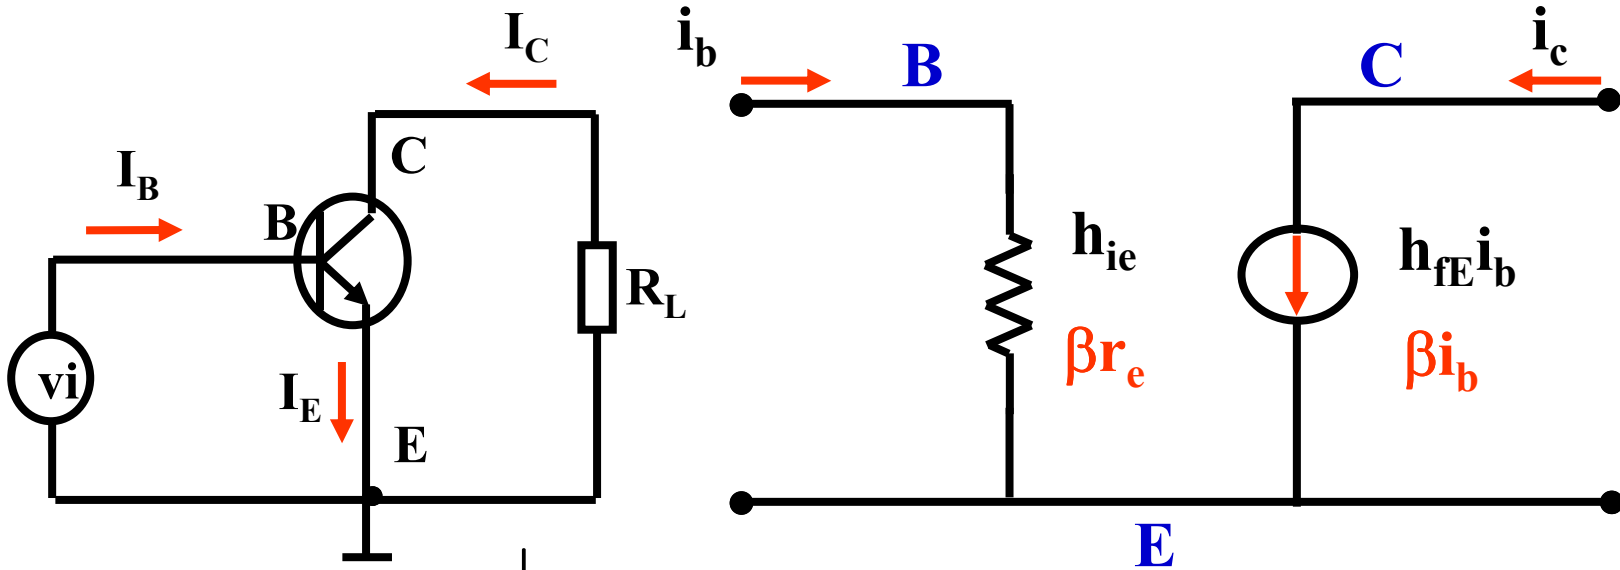 I_C
C
I_B
B
R_L
vi
I_E
E
i_b
B
C
i_c
h_ie
βr_e
h_fE i_b
βi_b
E